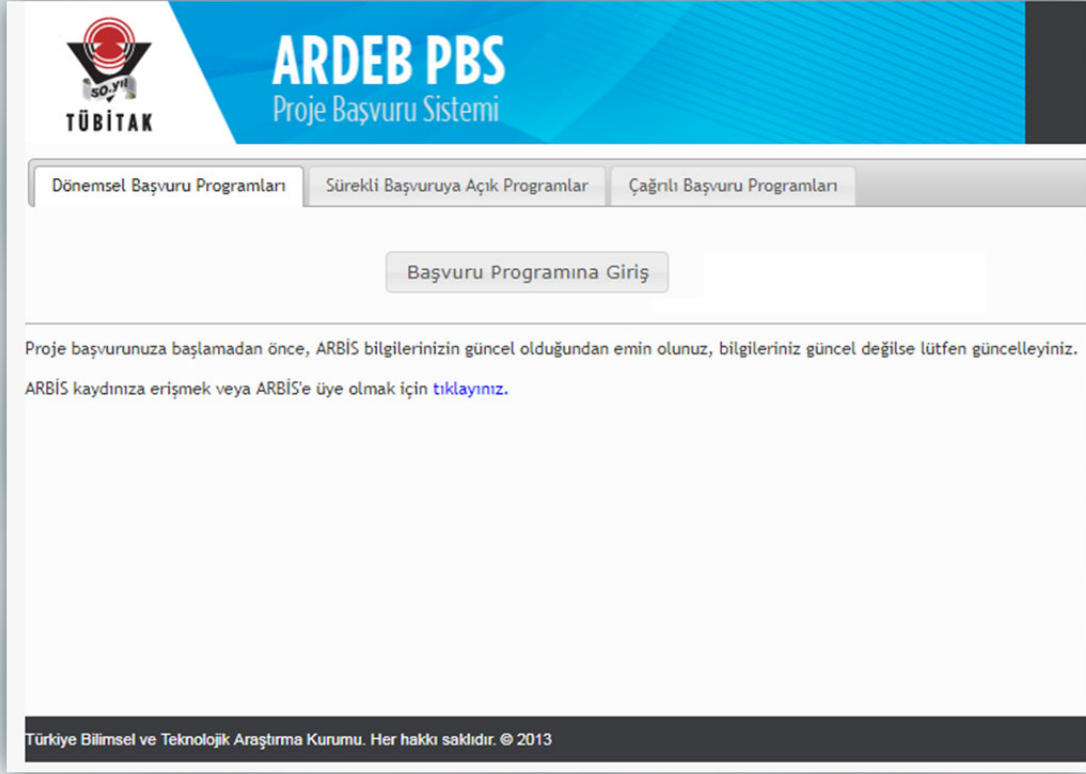 50.yıl
TÜBİTAK
ARDEB PBS
Proje Başvuru Sistemi
Dönemsel Başvuru Programları
Sürekli Başvuruya Açık Programlar
Çağrılı Başvuru Programları
Başvuru Programına Giriş
Proje başvurunuza başlamadan önce, ARBİS bilgilerinizin güncel olduğundan emin olunuz, bilgileriniz güncel değilse lütfen güncelleyiniz.
ARBİS kaydınıza erişmek veya ARBİS'e üye olmak için tıklayınız.
Türkiye Bilimsel ve Teknolojik Araştırma Kurumu. Her hakkı saklıdır. © 2013